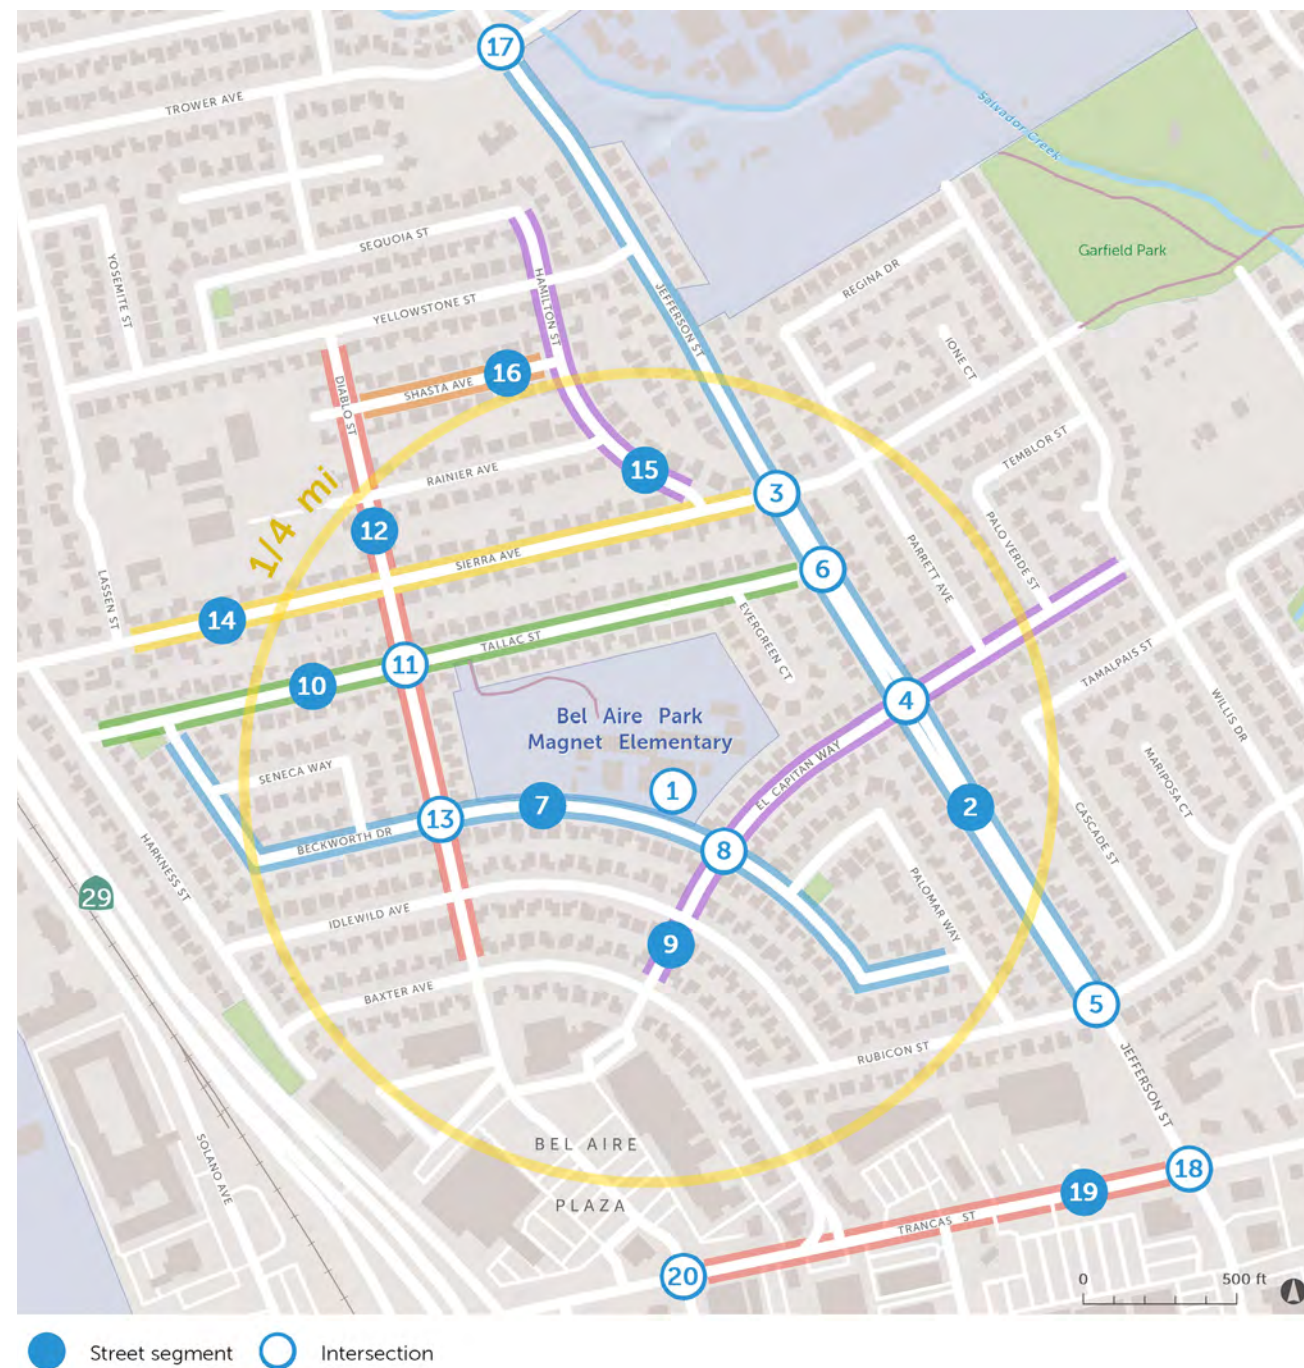 17
TROWER AVE
Salvador Creek
SEQUOIA ST
YOSEMITE ST
HAMILTON ST
Garfield Park
REGINA DR
YELLOWSTONE ST
JEFFERSON ST
IONE CT
16
SHASTA AVE
DIABLO ST
TEMBLOR ST
15
RAINIER AVE
3
1/4 mi
12
PALO VERDE ST
PARRETT AVE
SIERRA AVE
6
LASSEN ST
14
TALLAC ST
EVERGREEN CT
11
TAMALPAIS ST
10
4
WILLIS DR
Bel Aire Park
Magnet Elementary
SENECA WAY
EL CAPITAN WAY
MARIPOSA CT
1
7
2
13
BECKWORTH DR
CASCADE ST
8
HARKNESS ST
29
PALOMAR WAY
IDLEWILD AVE
9
BAXTER AVE
5
RUBICON ST
JEFFERSON ST
BEL AIRE
PLAZA
SOLANO AVE
18
19
TRANCAS ST
20
0 500 ft
Street segment Intersection